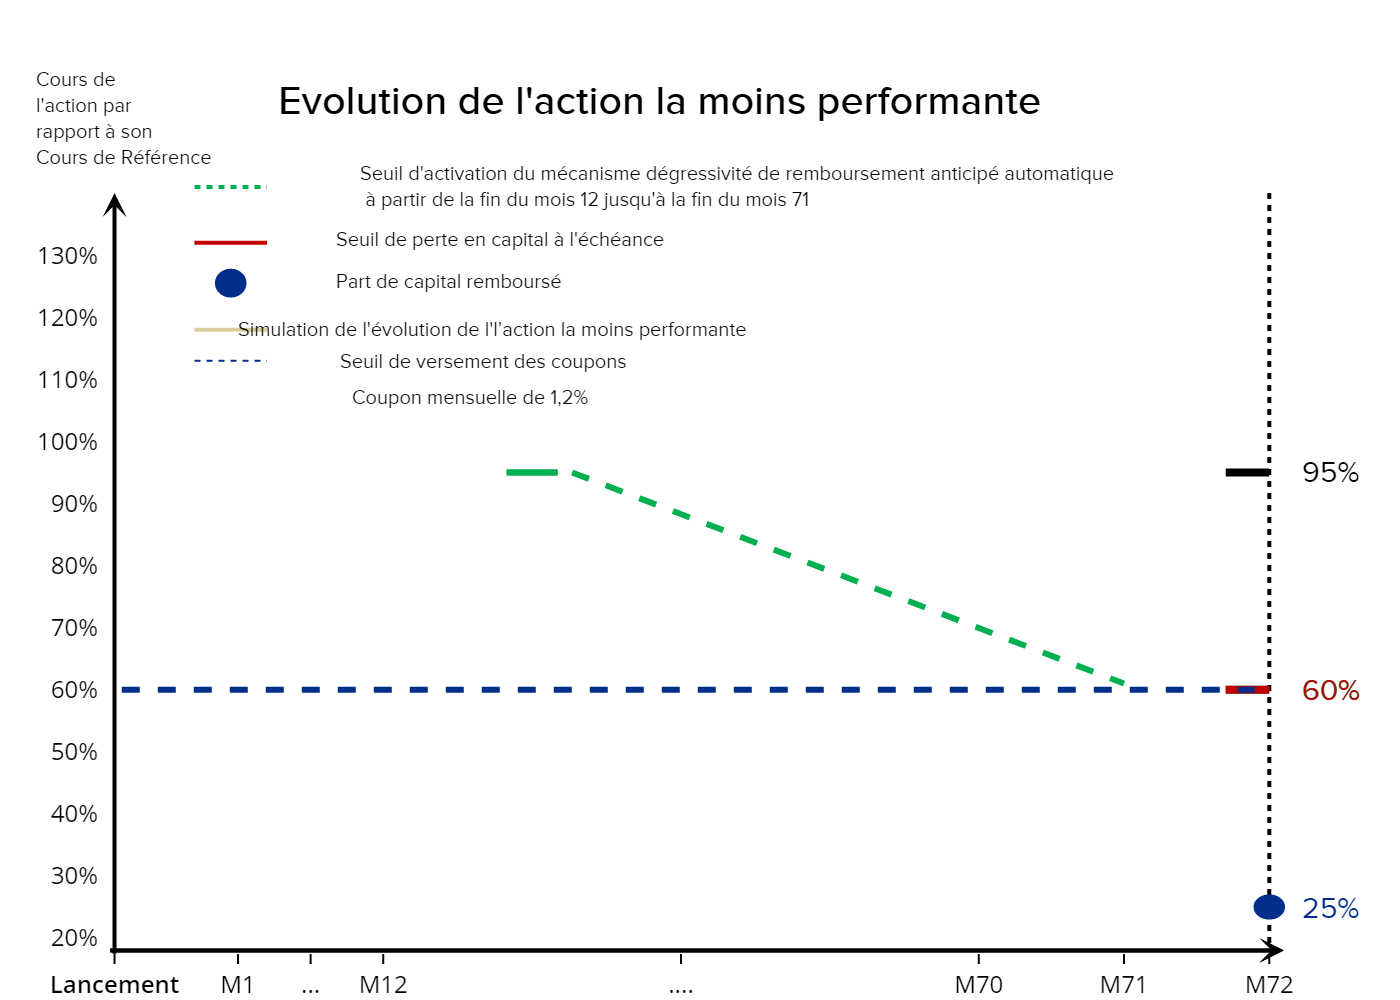 Cours de
l'action par
rapport à son
Cours de Référence
Evolution de l'action la moins performante
Seuil d'activation du mécanisme dégressivité de remboursement anticipé automatique
à partir de la fin du mois 12 jusqu'à la fin du mois 71
Seuil de perte en capital à l'échéance
Part de capital remboursé
Simulation de l'évolution de l'l’action la moins performante
Seuil de versement des coupons
Coupon mensuelle de 1,2%
130%
120%
110%
100%
90%
80%
70%
60%
50%
40%
30%
20%
95%
60%
25%
Lancement M1 ... M12 .... M70 M71 M72